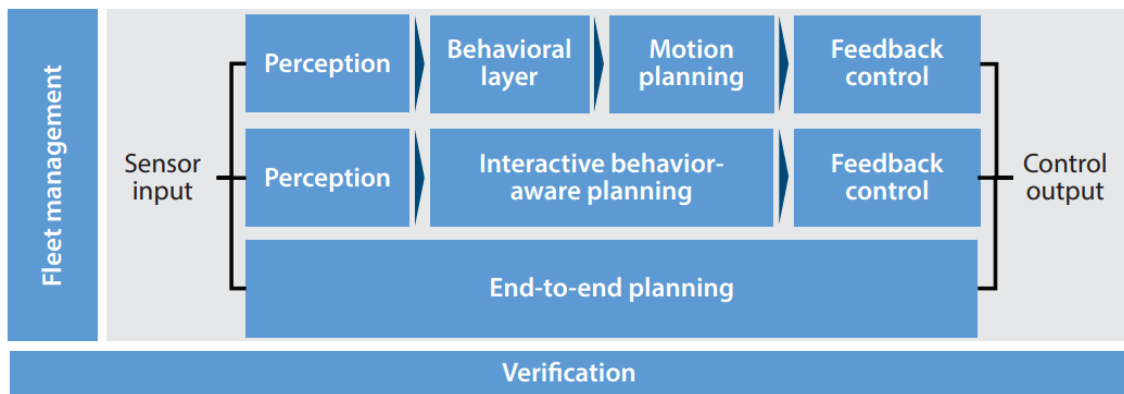 Fleet management
Sensor
input
Perception
Behavioral
layer
Motion
planning
Feedback
control
Perception
Interactive behavior-
aware planning
Feedback
control
End-to-end planning
Control
output
Verification